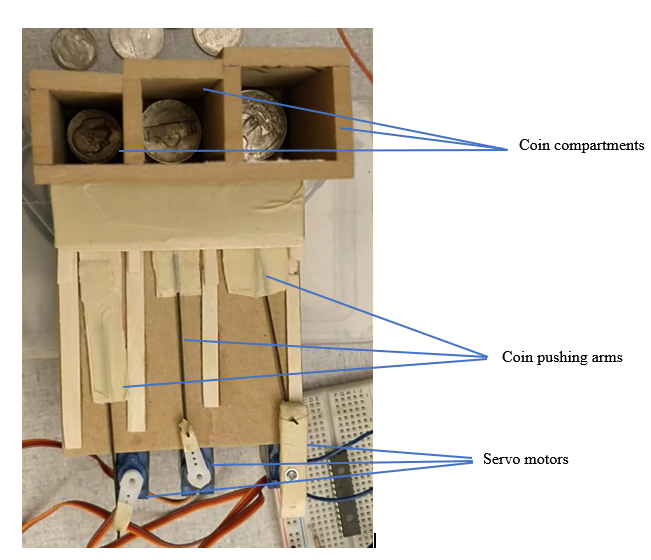 Coin compartments
Coin pushing arms
Servo motors